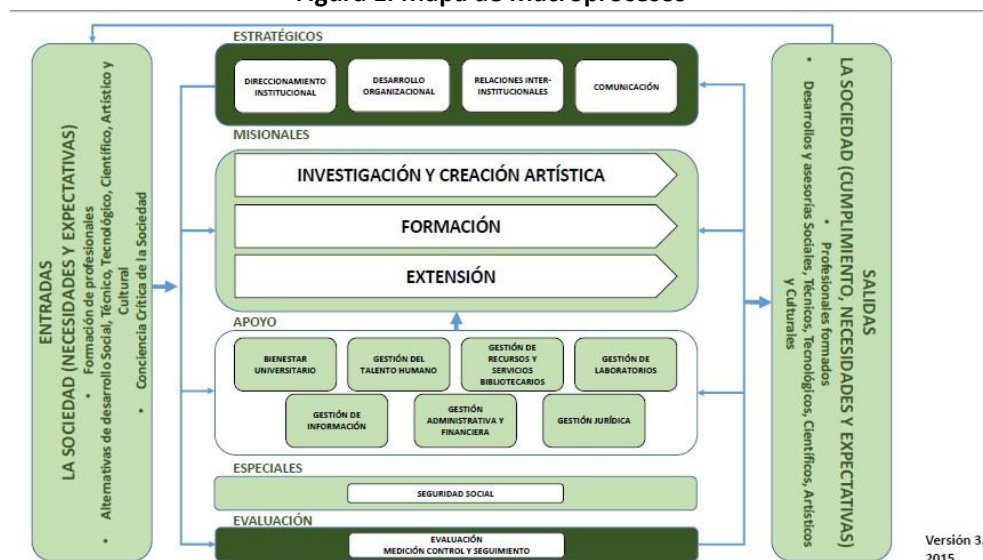 Figura 1. Mapa de macroprocesos
ENTRADAS
LA SOCIEDAD (NECESIDADES Y EXPECTATIVAS)
• Formación de profesionales
• Alternativas de desarrollo Social, Técnico, Tecnológico, Científico, Artístico y
Cultural
• Conciencia Crítica de la Sociedad
ESTRATÉGICOS
DIRECCIONAMIENTO
INSTITUCIONAL
DESARROLLO
ORGANIZACIONAL
RELACIONES INTER-
INSTITUCIONALES
COMUNICACIÓN
MISIONALES
INVESTIGACIÓN Y CREACIÓN ARTÍSTICA
FORMACIÓN
EXTENSIÓN
APOYO
BIENESTAR
UNIVERSITARIO
GESTIÓN DEL
TALENTO HUMANO
GESTIÓN DE
RECURSOS Y
SERVICIOS
BIBLIOTECARIOS
GESTIÓN DE
LABORATORIOS
GESTIÓN DE
INFORMACIÓN
GESTIÓN
ADMINISTRATIVA Y
FINANCIERA
GESTIÓN JURÍDICA
ESPECIALES
SEGURIDAD SOCIAL
EVALUACIÓN
EVALUACIÓN
MEDICIÓN CONTROL Y SEGUIMIENTO
SALIDAS
LA SOCIEDAD (CUMPLIMIENTO, NECESIDADES Y EXPECTATIVAS)
• Profesionales formados
• Desarrollos y asesorías Sociales, Técnicos, Tecnológicos, Científicos, Artísticos
y Culturales
Versión 3.
2015